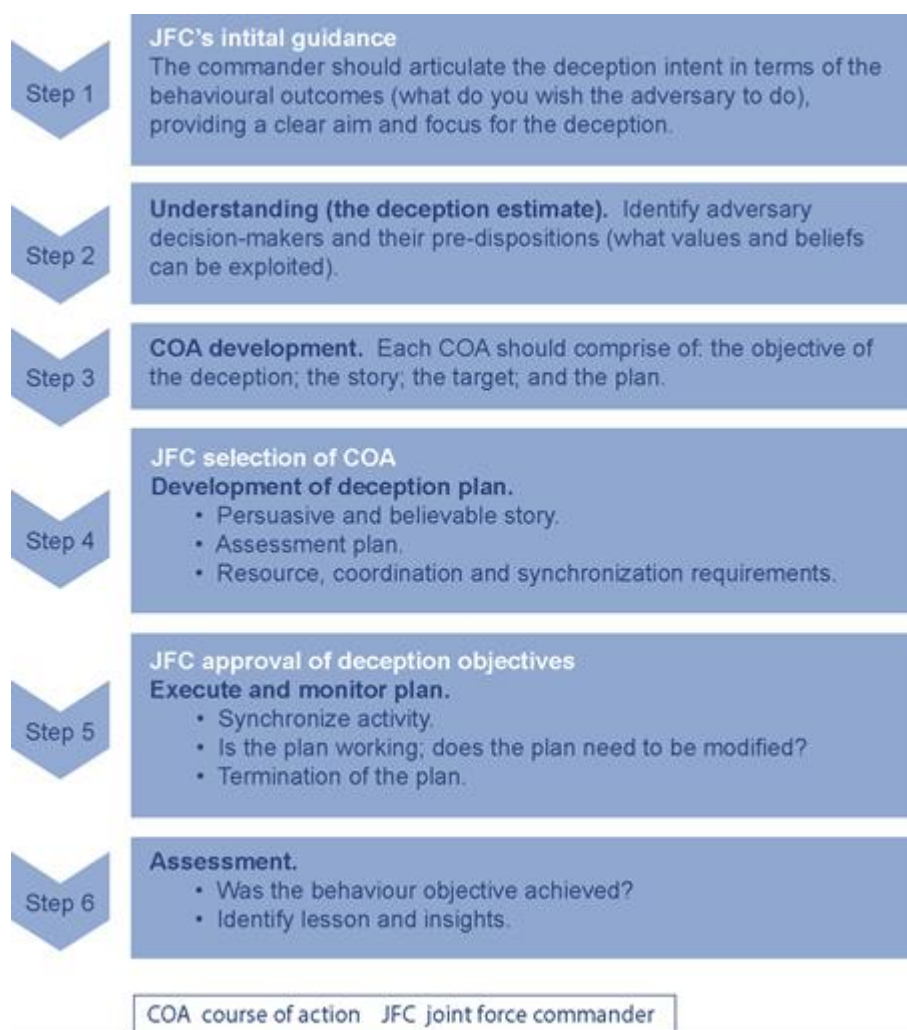 Step 1
JFC's intital guidance
The commander should articulate the deception intent in terms of the
behavioural outcomes (what do you wish the adversary to do),
providing a clear aim and focus for the deception.
Step 2
Understanding (the deception estimate). Identify adversary
decision-makers and their pre-dispositions (what values and beliefs
can be exploited).
Step 3
COA development. Each COA should comprise of: the objective of
the deception; the story; the target; and the plan.
Step 4
JFC selection of COA
Development of deception plan.
• Persuasive and believable story.
• Assessment plan.
• Resource, coordination and synchronization requirements.
Step 5
JFC approval of deception objectives
Execute and monitor plan.
• Synchronize activity.
• Is the plan working; does the plan need to be modified?
• Termination of the plan.
Step 6
Assessment.
• Was the behaviour objective achieved?
• Identify lesson and insights.
COA course of action JFC joint force commander